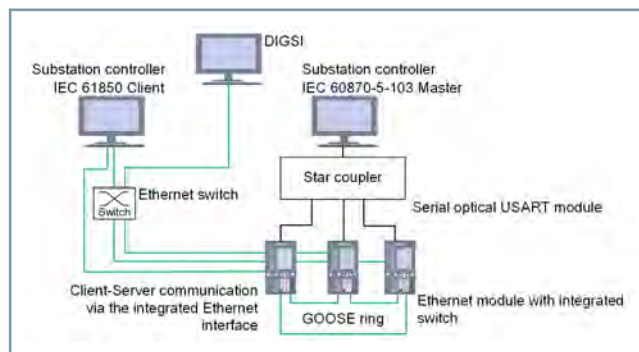 DIGSI
Substation controller
IEC 61850 Client
Substation controller
IEC 60870-5-103 Master
Star coupler
Ethernet switch
Switch
Serial optical USART module
Client-Server communication
via the integrated Ethernet
interface
GOOSE ring
Ethernet module with integrated
switch